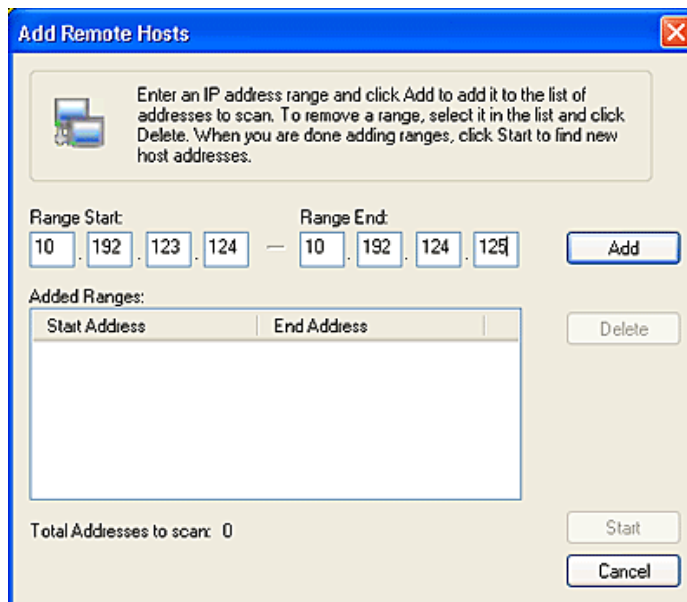 Add Remote Hosts
Enter an IP address range and click Add to add it to the list of
addresses to scan. To remove a range, select it in the list and click
Delete. When you are done adding ranges, click Start to find new
host addresses.
Range Start: Range End:
10 . 192 . 123 . 124 — 10 . 192 . 124 . 125 Add
Added Ranges:
Start Address End Address Delete
Total Addresses to scan: 0 Start
Cancel